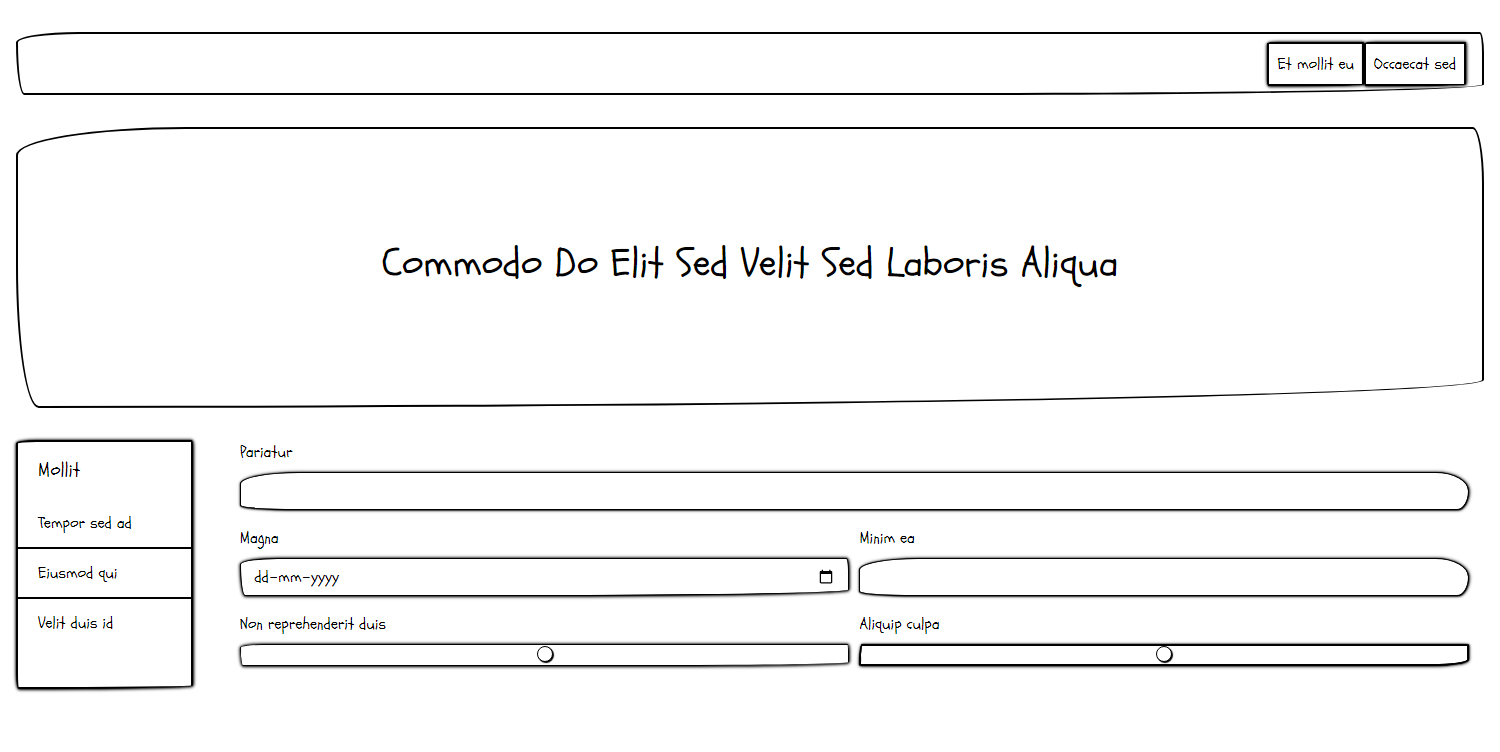 Et mollit eu
Occaecat sed
Commodo Do Elit Sed Velit Sed Laboris Aliqua
Mollit
Tempor sed ad
Eiusmod qui
Velit duis id
Pariatur
Magna
dd-mm-yyyy
Minim ea
Non reprehenderit duis
Aliquip culpa